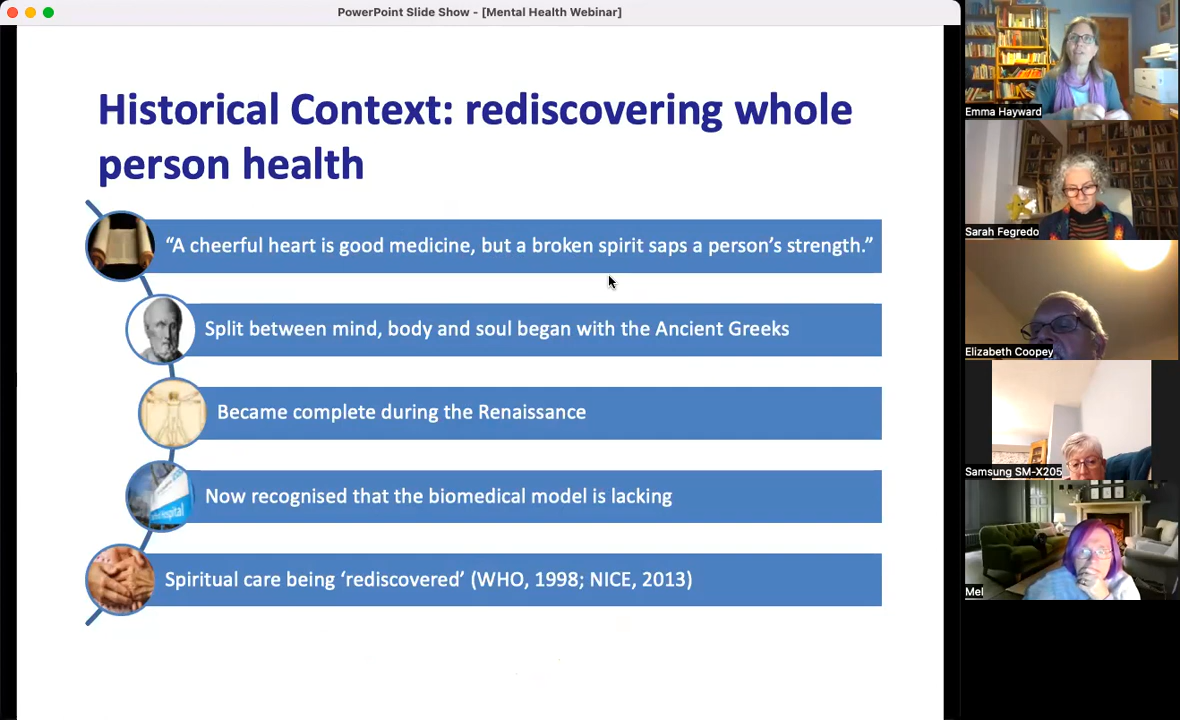 PowerPoint Slide Show - [Mental Health Webinar]
Historical Context: rediscovering whole
person health
“A cheerful heart is good medicine, but a broken spirit saps a person’s strength.”
Split between mind, body and soul began with the Ancient Greeks
Became complete during the Renaissance
Now recognised that the biomedical model is lacking
Hospital
Spiritual care being ‘rediscovered’ (WHO, 1998; NICE, 2013)
Emma Hayward
Sarah Fegredo
Elizabeth Coopey
Samsung SM-X205
Mel